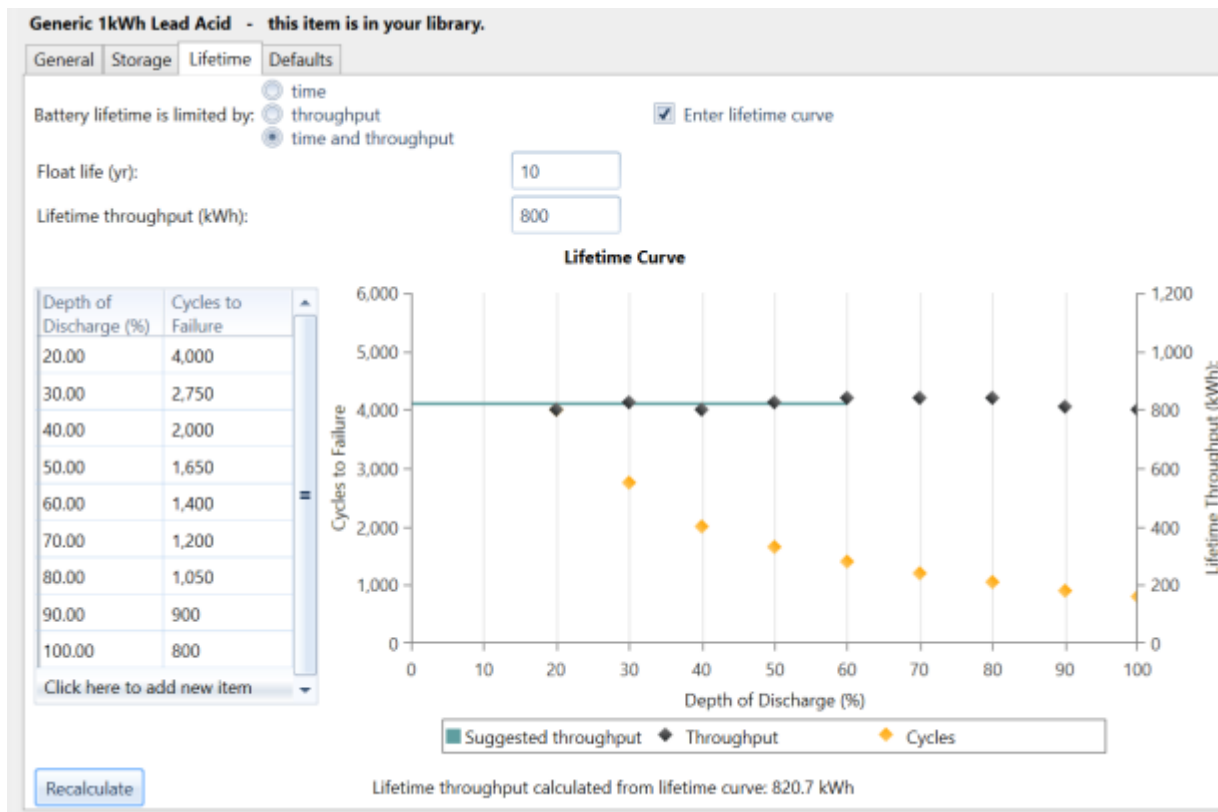 Generic 1kWh Lead Acid - this item is in your library.
General Storage Lifetime Defaults
time
Battery lifetime is limited by: throughput
time and throughput
Enter lifetime curve
Float life (yr): 10
Lifetime throughput (kWh): 800
Lifetime Curve
Depth of Discharge (%) Cycles to Failure
20.00 4,000
30.00 2,750
40.00 2,000
50.00 1,650
60.00 1,400
70.00 1,200
80.00 1,050
90.00 900
100.00 800
Click here to add new item
Cycles to Failure
6,000
5,000
4,000
3,000
2,000
1,000
0
1,200
1,000
800
600
400
200
0
Lifetime Throughput (kWh):
0 10 20 30 40 50 60 70 80 90 100
Depth of Discharge (%)
Suggested throughput Throughput Cycles
Recalculate
Lifetime throughput calculated from lifetime curve: 820.7 kWh